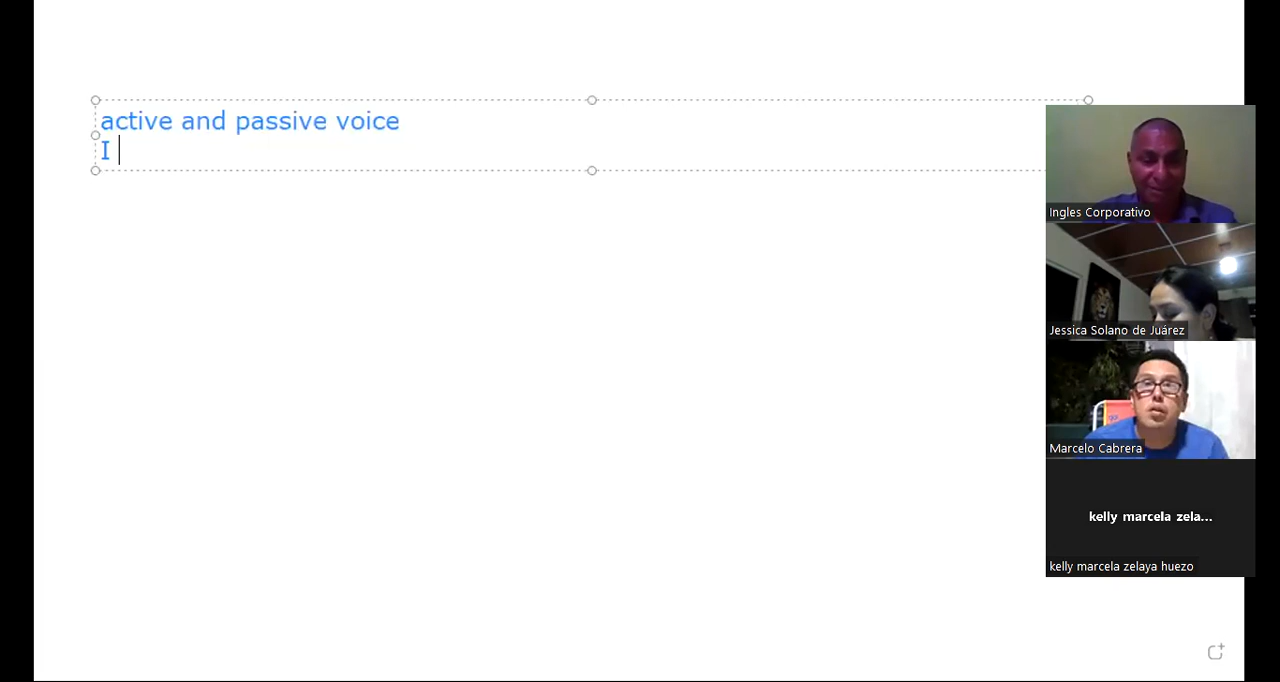 active and passive voice
I
Ingles Corporativo
Jessica Solano de Juárez
Marcelo Cabrera
kelly marcela zela...
kelly marcela zelaya huezo